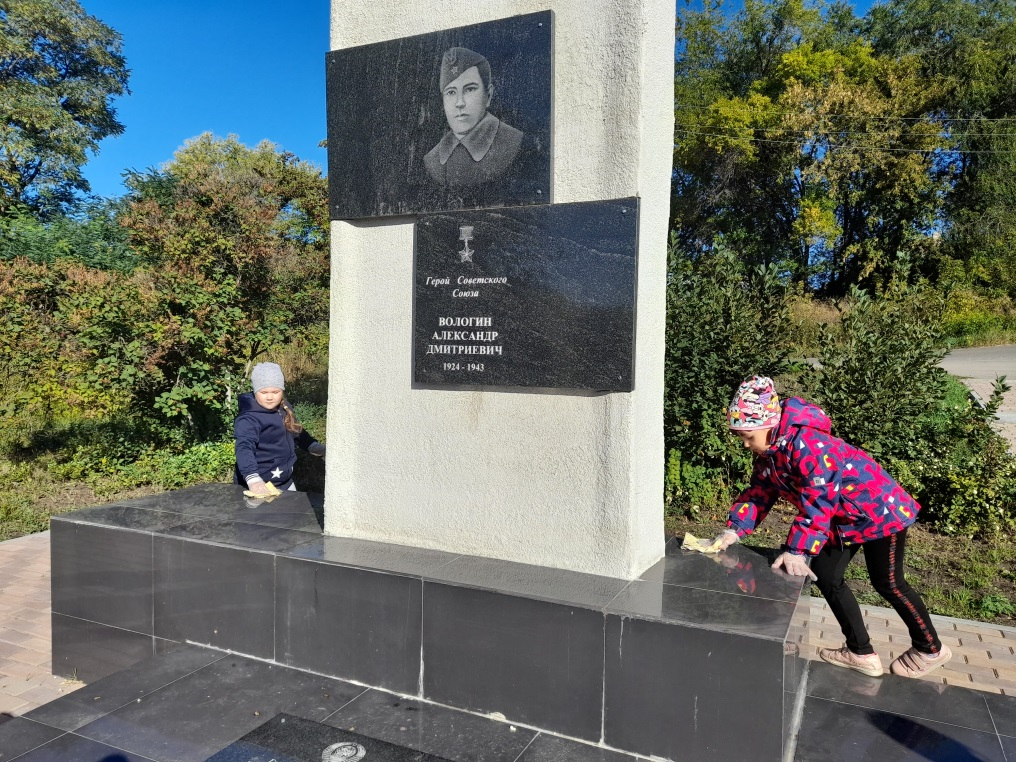 Герой Советского
Союза
ВОЛОГИН
АЛЕКСАНДР
ДМИТРИЕВИЧ
1924 - 1943